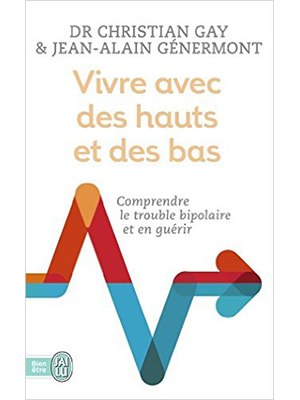 DR CHRISTIAN GAY
& JEAN-ALAIN GÉNERMONT
Vivre avec
des hauts
et des bas
Comprendre
le trouble bipolaire
et en guérir
Bien
être
J'AI
LU